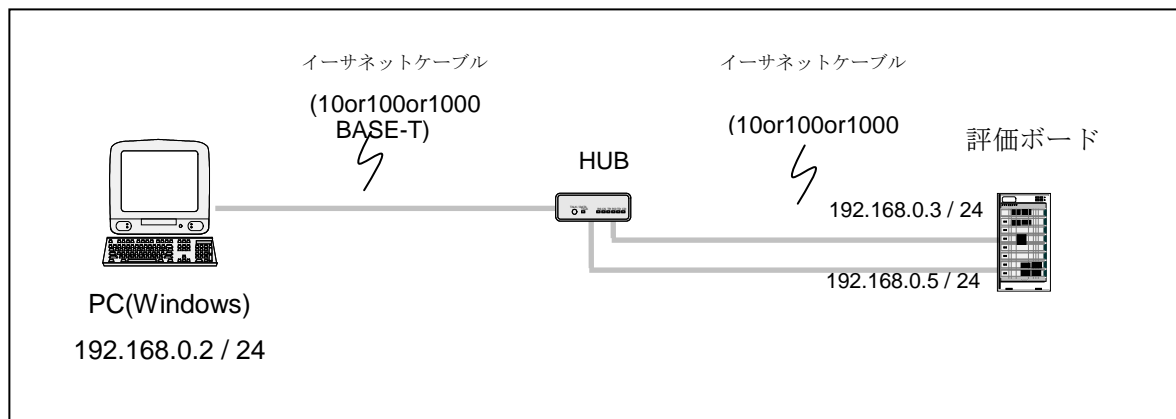 イーサネットケーブル
(10or100or1000
BASE-T)
イーサネットケーブル
(10or100or1000
HUB
評価ボード
192.168.0.3 / 24
192.168.0.5 / 24
PC(Windows)
192.168.0.2 / 24